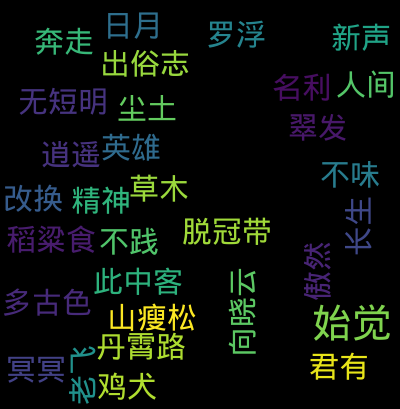 日月
罗浮
新声
奔走
出俗志
名利
人间
无短明
尘土
翠发
逍遥
英雄
不味
改换
精神
草木
长生
稻粱食
不践
脱冠带
傲然
此中客
向晓云
多古色
山瘦松
始觉
丹霄路
君有
冥冥
老飞
鸡犬